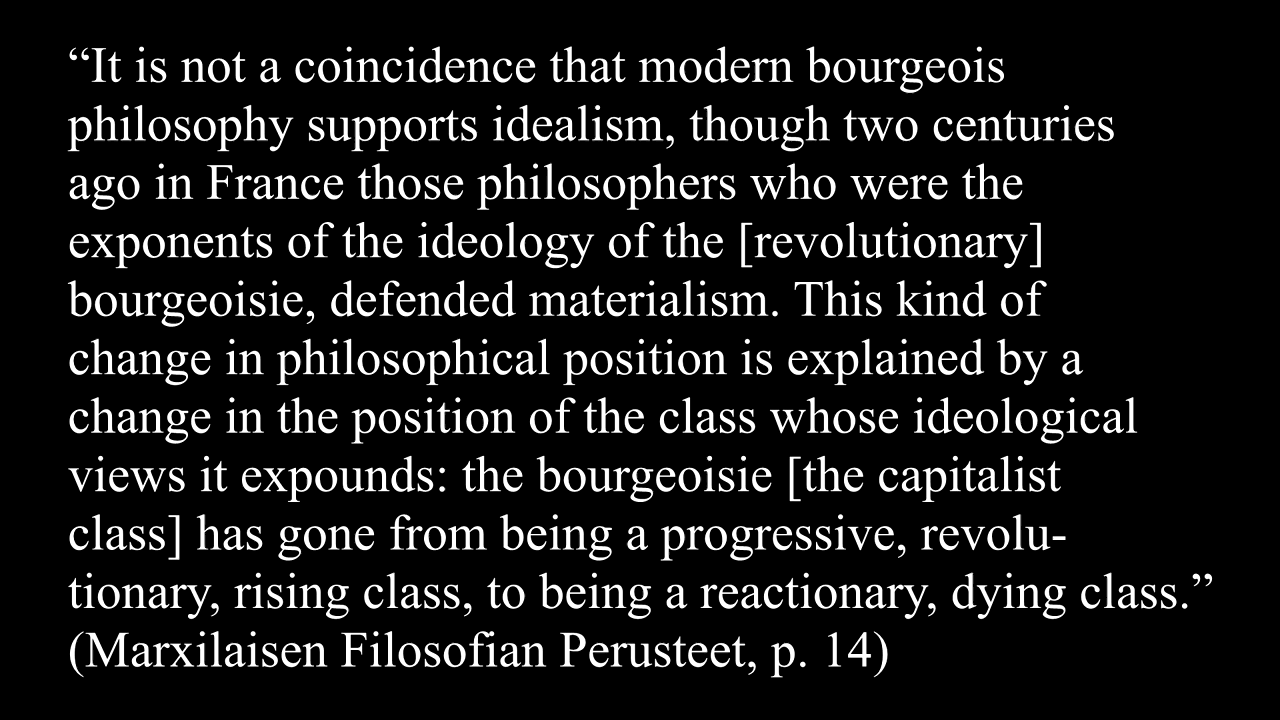 “It is not a coincidence that modern bourgeois
philosophy supports idealism, though two centuries
ago in France those philosophers who were the
exponents of the ideology of the [revolutionary]
bourgeoisie, defended materialism. This kind of
change in philosophical position is explained by a
change in the position of the class whose ideological
views it expounds: the bourgeoisie [the capitalist
class] has gone from being a progressive, revolu-
tionary, rising class, to being a reactionary, dying class.”
(Marxilaisen Filosofian Perusteet, p. 14)